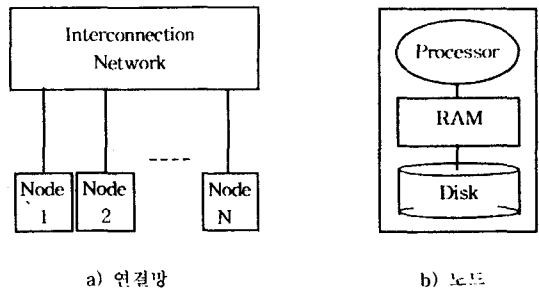 Interconnection
Network
Node
1
Node
2
Node
N
a) 연결망
Processor
RAM
Disk
b) 노드